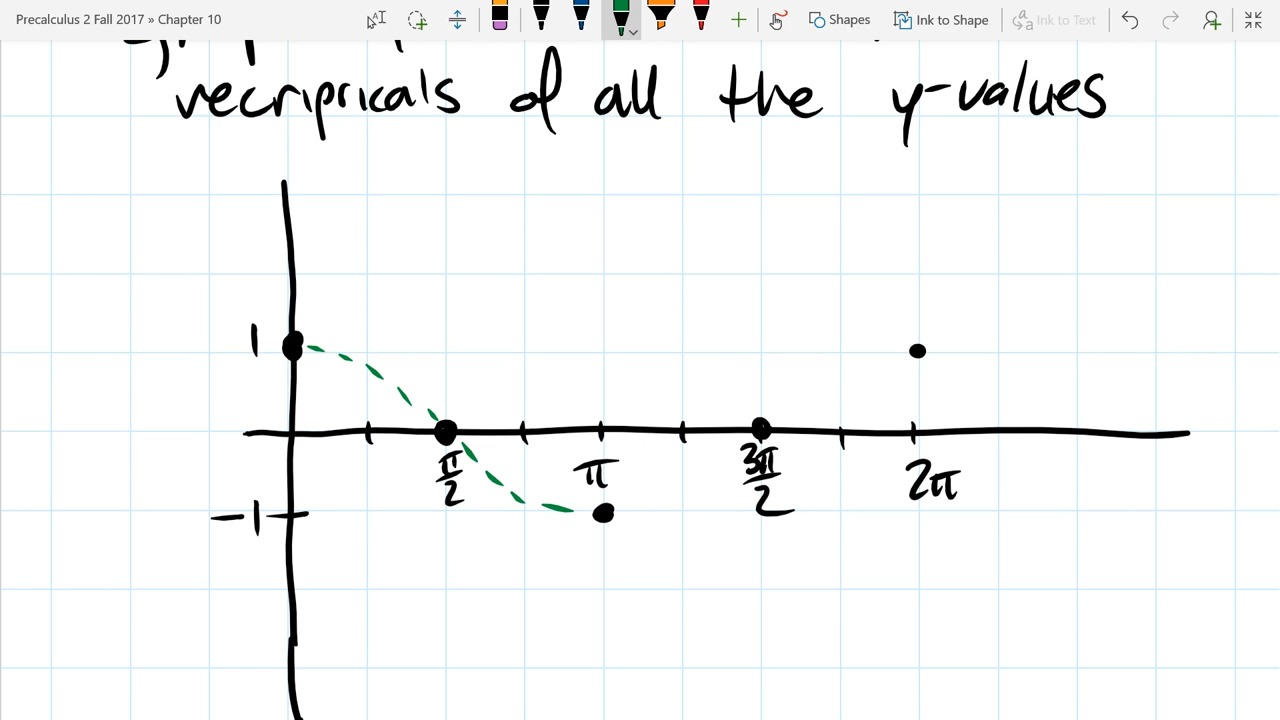 Precalculus 2 Fall 2017 » Chapter 10
Shapes
Ink to Shape
Ink to Text
recripricals of all the y-values
1
π/2
π
3π/2
2π
-1